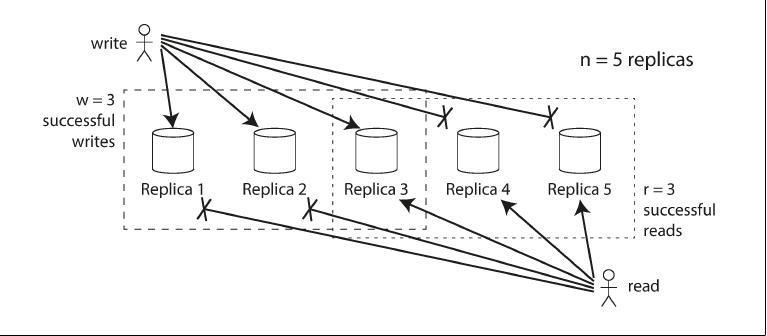 write
n = 5 replicas
w = 3
successful
writes
Replica 1
Replica 2
Replica 3
Replica 4
Replica 5
r = 3
successful
reads
read